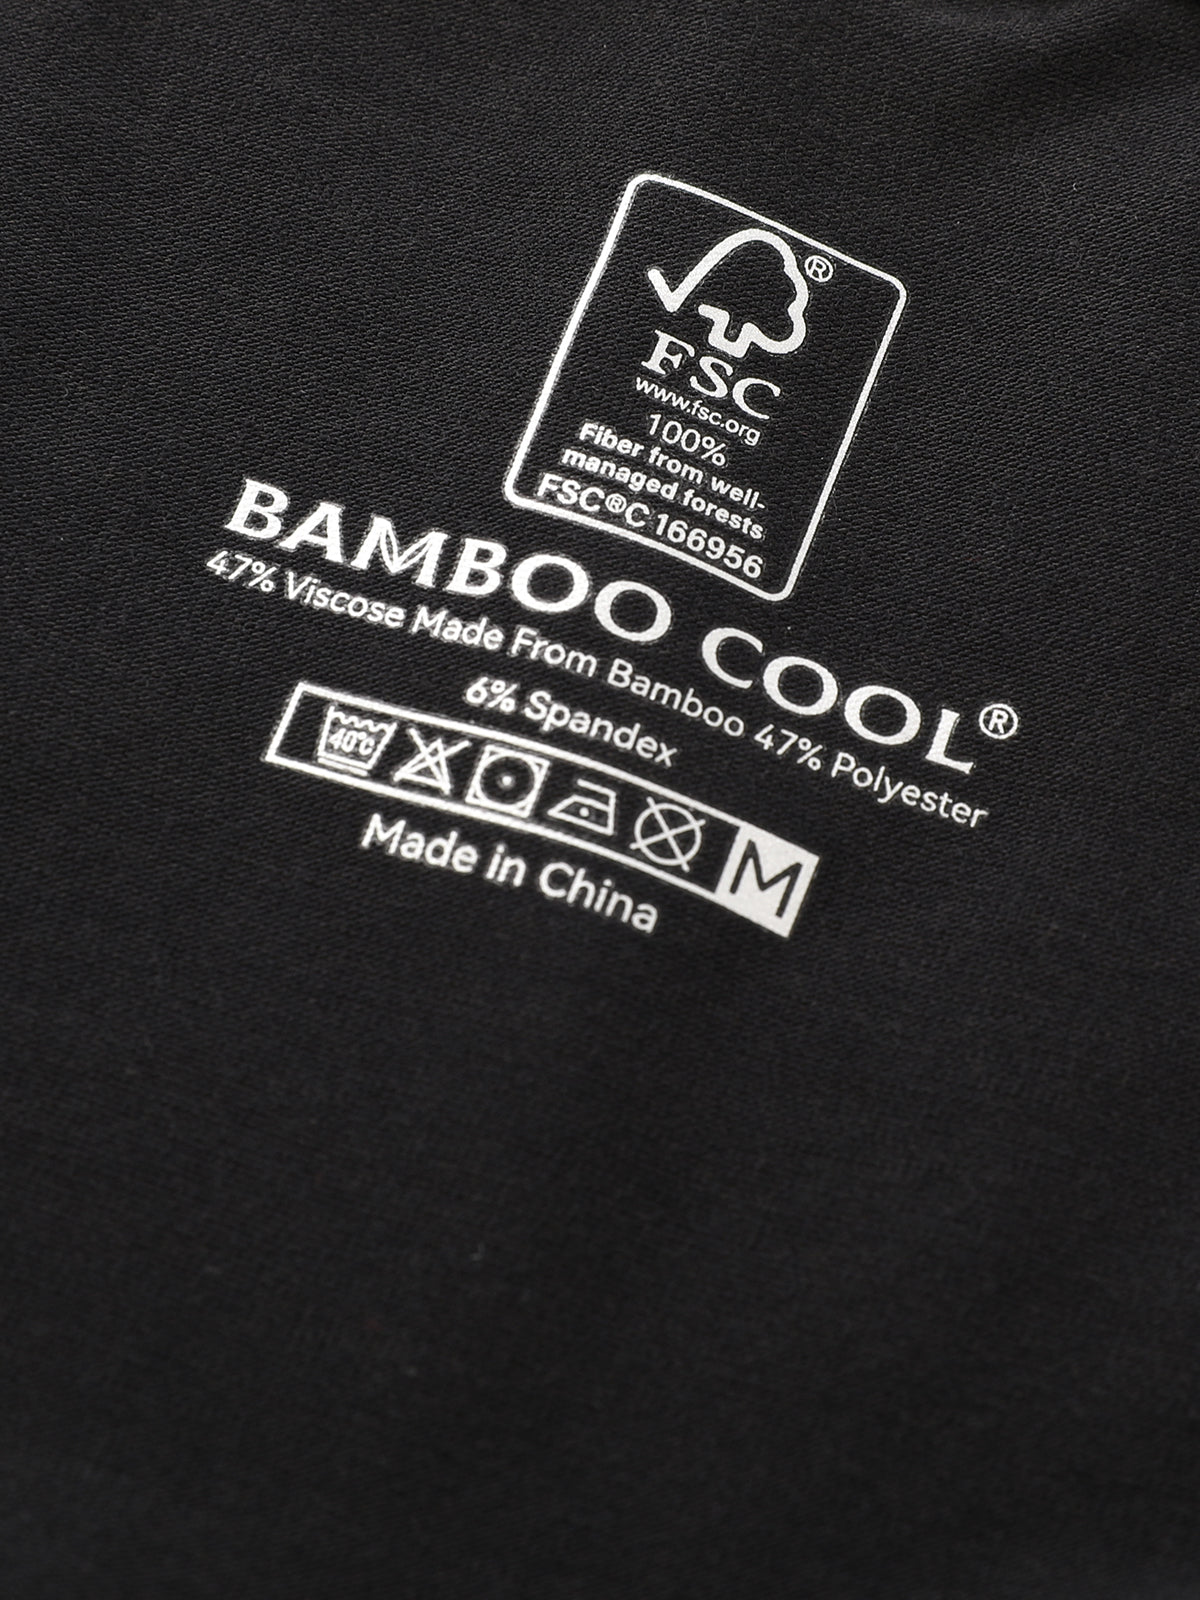 ®
FSC
www.fsc.org
100%
Fiber from well-
managed forests
FSC®C166956
BAMBOO COOL®
47% Viscose Made From Bamboo 47% Polyester
6% Spandex
40°C M
Made in China